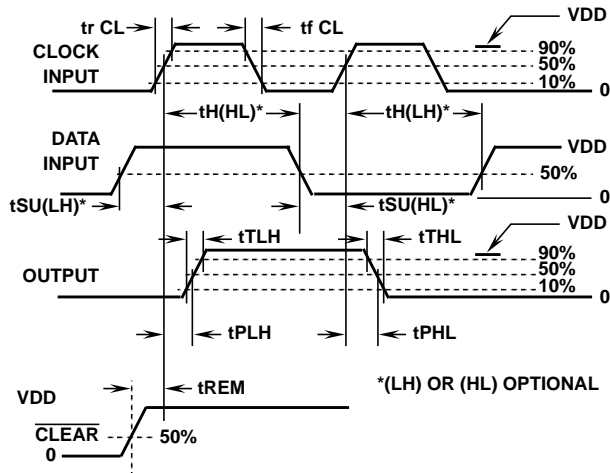 tr CL
tf CL
VDD
CLOCK
INPUT
90%
50%
10%
0
tH(HL)*
tH(LH)*
DATA
INPUT
VDD
50%
0
tSU(LH)*
tSU(HL)*
tTLH
tTHL
VDD
OUTPUT
90%
50%
10%
0
tPLH
tPHL
tREM
*(LH) OR (HL) OPTIONAL
VDD
CLEAR
50%
0